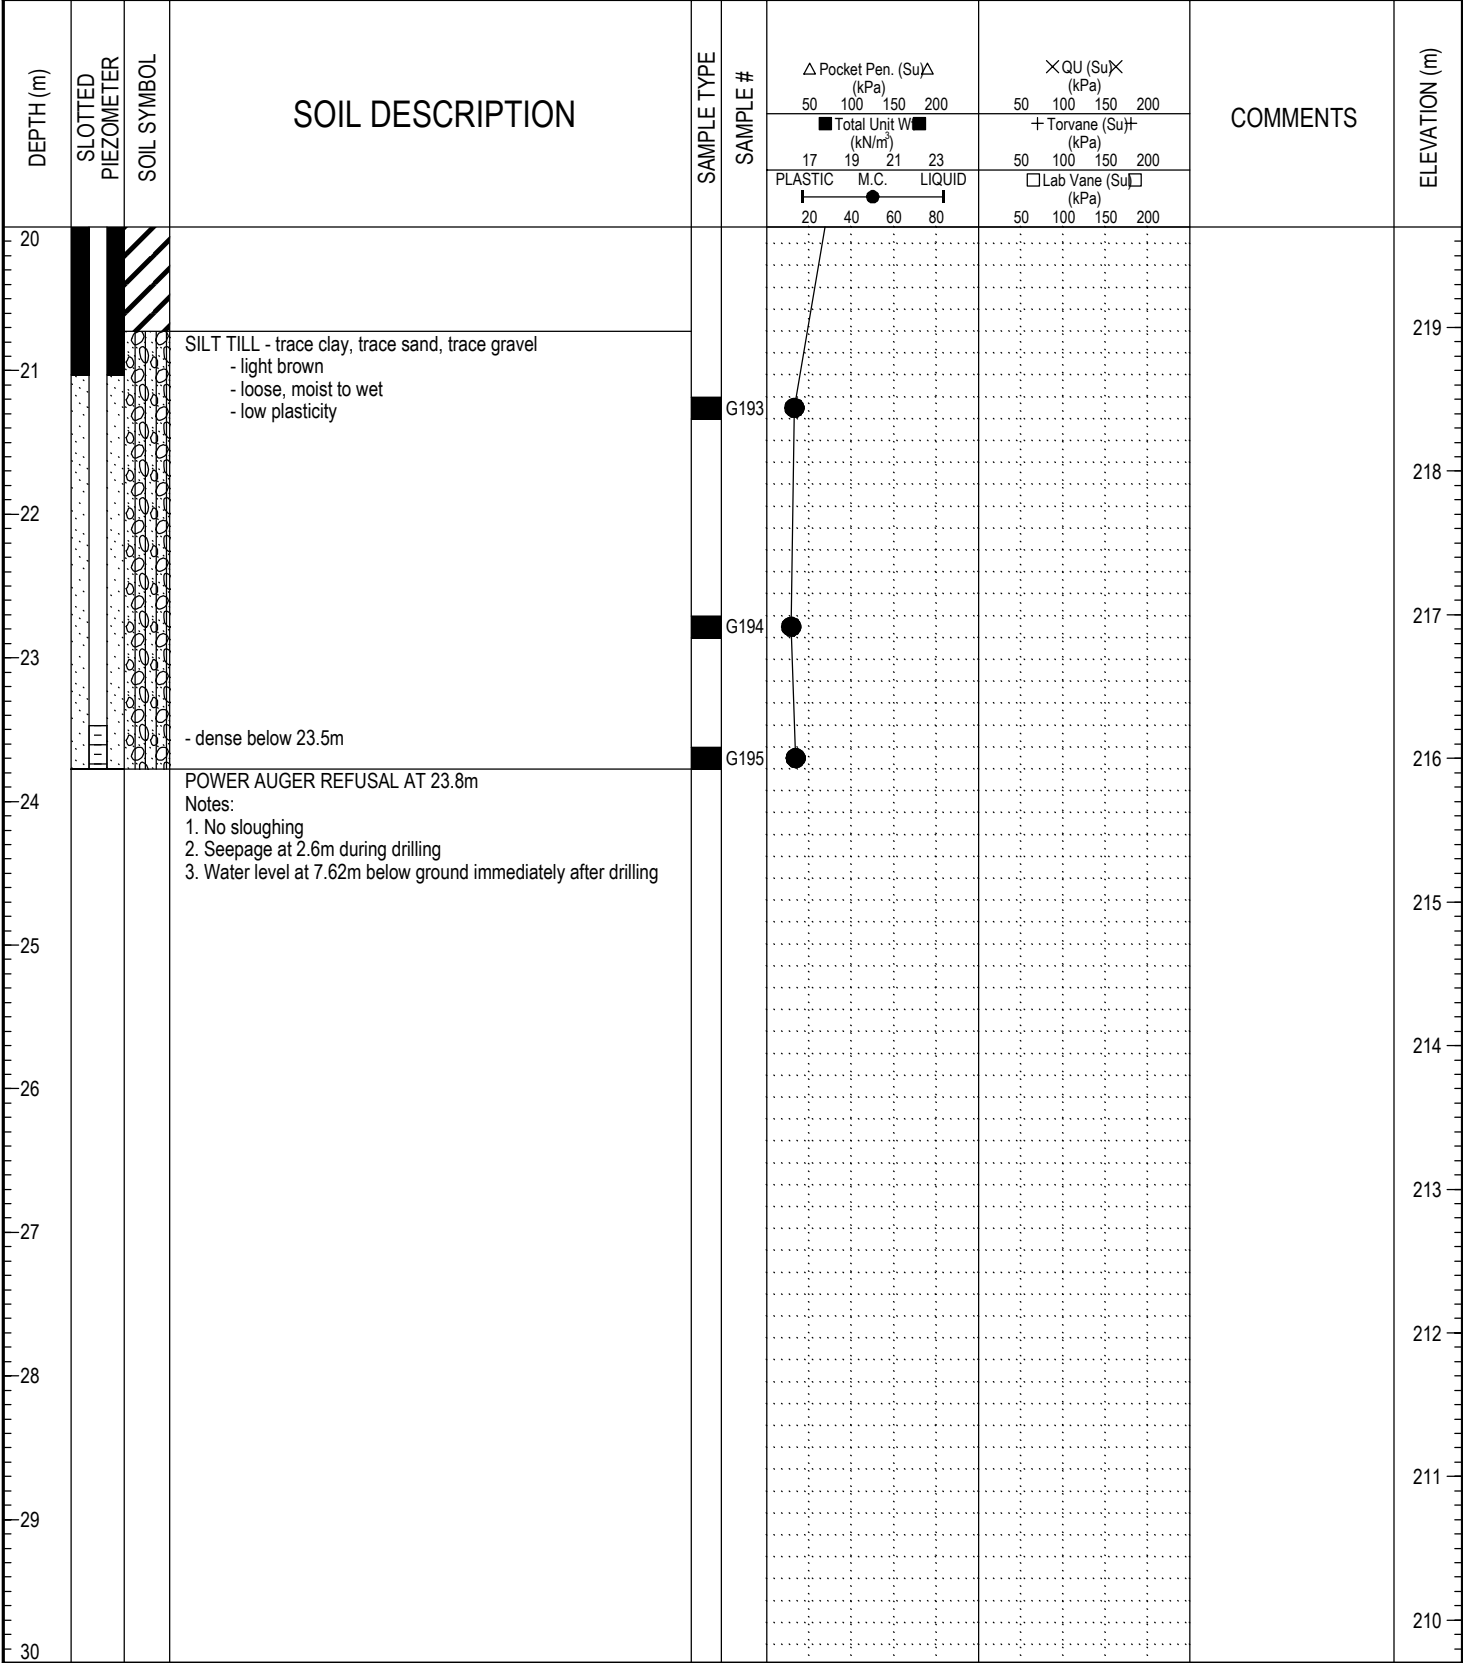 DEPTH (m)
SLOTTED
PIEZOMETER
SOIL SYMBOL
SOIL DESCRIPTION
SAMPLE TYPE
SAMPLE #
△ Pocket Pen. (Su)△
(kPa)
50 100 150 200
■ Total Unit Wt■
(kN/m³)
17 19 21 23
PLASTIC M.C. LIQUID
20 40 60 80
×QU (Su)×
(kPa)
50 100 150 200
+ Torvane (Su)+
(kPa)
50 100 150 200
□ Lab Vane (Su)□
(kPa)
50 100 150 200
COMMENTS
ELEVATION (m)
20
219
SILT TILL - trace clay, trace sand, trace gravel
- light brown
21
- loose, moist to wet
- low plasticity
G193
218
22
217
G194
23
- dense below 23.5m
G195
216
POWER AUGER REFUSAL AT 23.8m
24
Notes:
1. No sloughing
2. Seepage at 2.6m during drilling
3. Water level at 7.62m below ground immediately after drilling
215
25
214
26
213
27
212
28
211
29
210
30